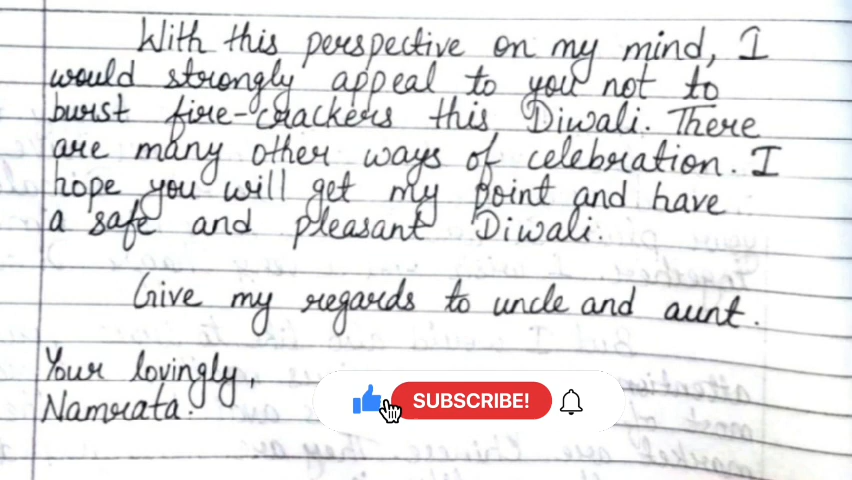 With this perspective on my mind, I
would strongly appeal to you not to
burst fire-crackers this Diwali. There
are many other ways of celebration. I
hope you will get my point and have
a safe and pleasant Diwali.
Give my regards to uncle and aunt.
Your lovingly,
Namrata.
SUBSCRIBE!